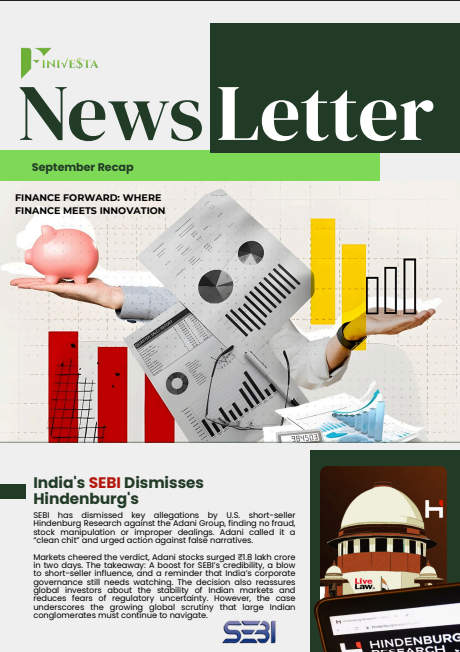 FINIVE$TA
News Letter
September Recap
FINANCE FORWARD: WHERE
FINANCE MEETS INNOVATION
India's SEBI Dismisses
Hindenburg's
SEBI has dismissed key allegations by U.S. short-seller
Hindenburg Research against the Adani Group, finding no fraud,
stock manipulation or improper dealings. Adani called it a
"clean chit" and urged action against false narratives.
Markets cheered the verdict, Adani stocks surged ₹1.8 lakh crore
in two days. The takeaway: A boost for SEBI's credibility, a blow
to short-seller influence, and a reminder that India's corporate
governance still needs watching. The decision also reassures
global investors about the stability of Indian markets and
reduces fears of regulatory uncertainty. However, the case
underscores the growing global scrutiny that large Indian
conglomerates must continue to navigate.
SEBI
H
Live
Law.
HINDENBURG
RESEARCH